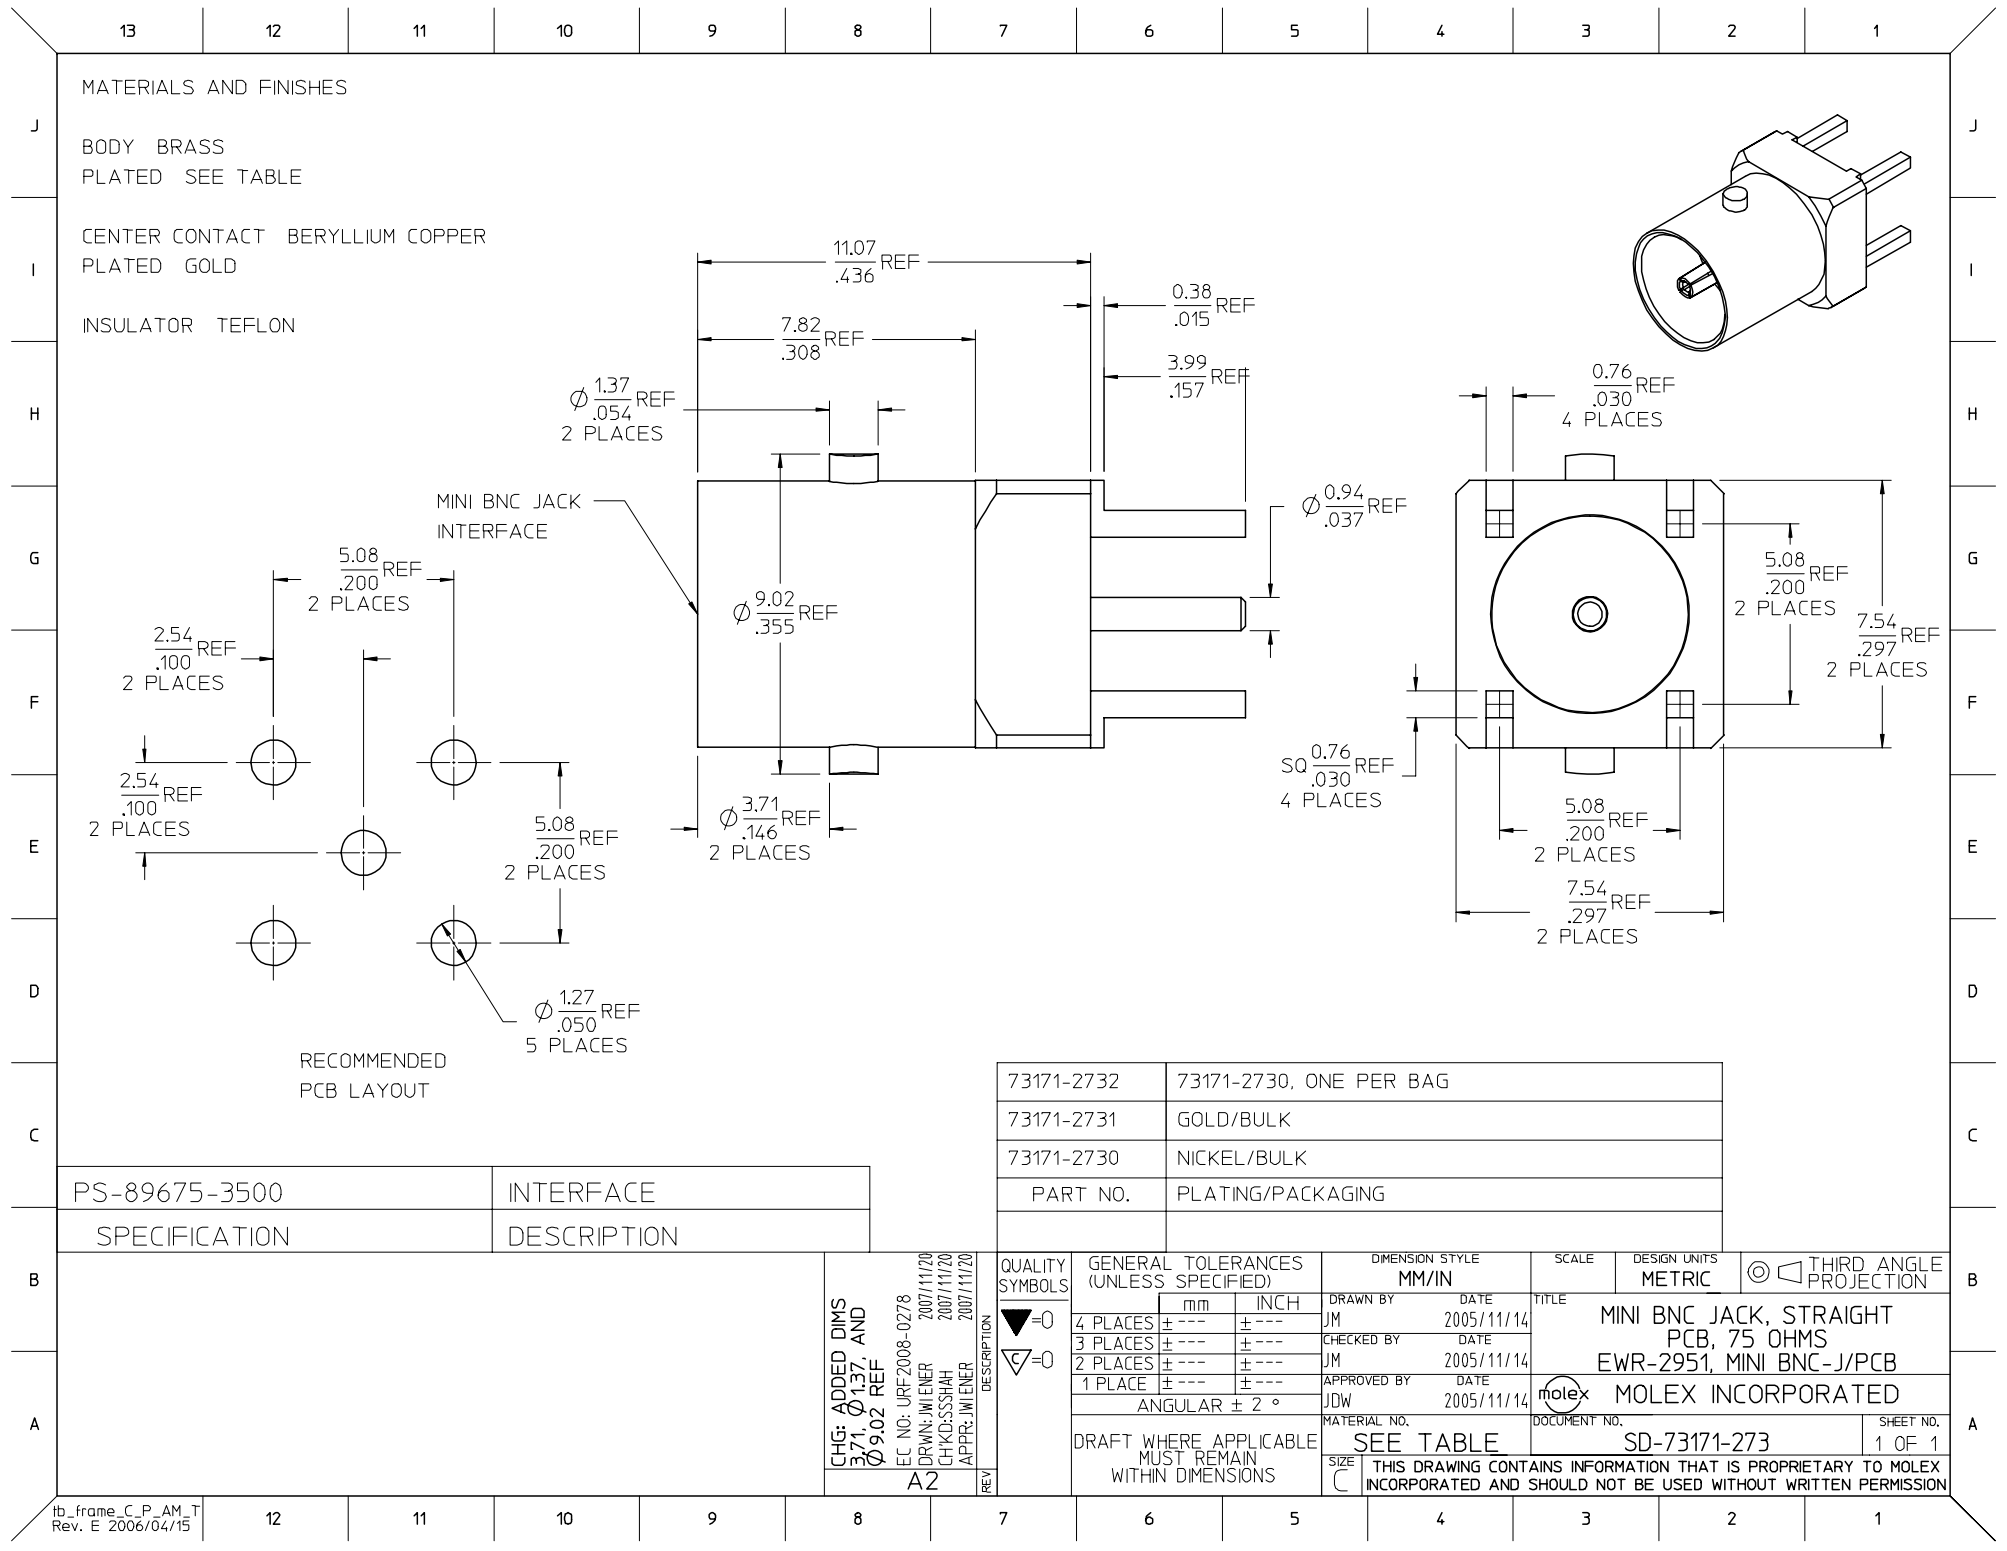 13 12 11 10 9 8 7 6 5 4 3 2 1
J
I
H
G
F
E
D
C
B
A
J
I
H
G
F
E
D
C
B
A
MATERIALS AND FINISHES
BODY BRASS
PLATED SEE TABLE
CENTER CONTACT BERYLLIUM COPPER
PLATED GOLD
INSULATOR TEFLON
11.07
.436 REF
7.82
.308 REF
0.38
.015 REF
3.99
.157 REF
Ø 1.37
.054 REF
2 PLACES
MINI BNC JACK
INTERFACE
Ø 9.02
.355 REF
Ø 0.94
.037 REF
Ø 3.71
.146 REF
2 PLACES
0.76
.030 REF
4 PLACES
5.08
.200 REF
2 PLACES
7.54
.297 REF
2 PLACES
SQ 0.76
.030 REF
4 PLACES
5.08
.200 REF
2 PLACES
7.54
.297 REF
2 PLACES
5.08
.200 REF
2 PLACES
2.54
.100 REF
2 PLACES
2.54
.100 REF
2 PLACES
5.08
.200 REF
2 PLACES
Ø 1.27
.050 REF
5 PLACES
RECOMMENDED
PCB LAYOUT
73171-2732 73171-2730, ONE PER BAG
73171-2731 GOLD/BULK
73171-2730 NICKEL/BULK
PART NO. PLATING/PACKAGING
PS-89675-3500 INTERFACE
SPECIFICATION DESCRIPTION
CHG: ADDED DIMS
3.71, Ø1.37, AND
Ø9.02 REF
EC NO: URF2008-0278
DRWN:JWIENER 2007/11/20
CH'KD:SSSHAH 2007/11/20
APPR:JWIENER 2007/11/20
DESCRIPTION
A2
REV
QUALITY
SYMBOLS
=0
C =0
GENERAL TOLERANCES
(UNLESS SPECIFIED)
mm INCH
4 PLACES ± --- ± ---
3 PLACES ± --- ± ---
2 PLACES ± --- ± ---
1 PLACE ± --- ± ---
ANGULAR ± 2 °
DRAFT WHERE APPLICABLE
MUST REMAIN
WITHIN DIMENSIONS
DIMENSION STYLE
MM/IN
SCALE
DESIGN UNITS
METRIC
THIRD ANGLE
PROJECTION
DRAWN BY DATE
JM 2005/11/14
CHECKED BY DATE
JM 2005/11/14
APPROVED BY DATE
JDW 2005/11/14
TITLE
MINI BNC JACK, STRAIGHT
PCB, 75 OHMS
EWR-2951, MINI BNC-J/PCB
molex MOLEX INCORPORATED
MATERIAL NO.
SEE TABLE
DOCUMENT NO.
SD-73171-273
SHEET NO.
1 OF 1
SIZE
C
THIS DRAWING CONTAINS INFORMATION THAT IS PROPRIETARY TO MOLEX
INCORPORATED AND SHOULD NOT BE USED WITHOUT WRITTEN PERMISSION
tb_frame_C_P_AM_T
Rev. E 2006/04/15
12 11 10 9 8 7 6 5 4 3 2 1